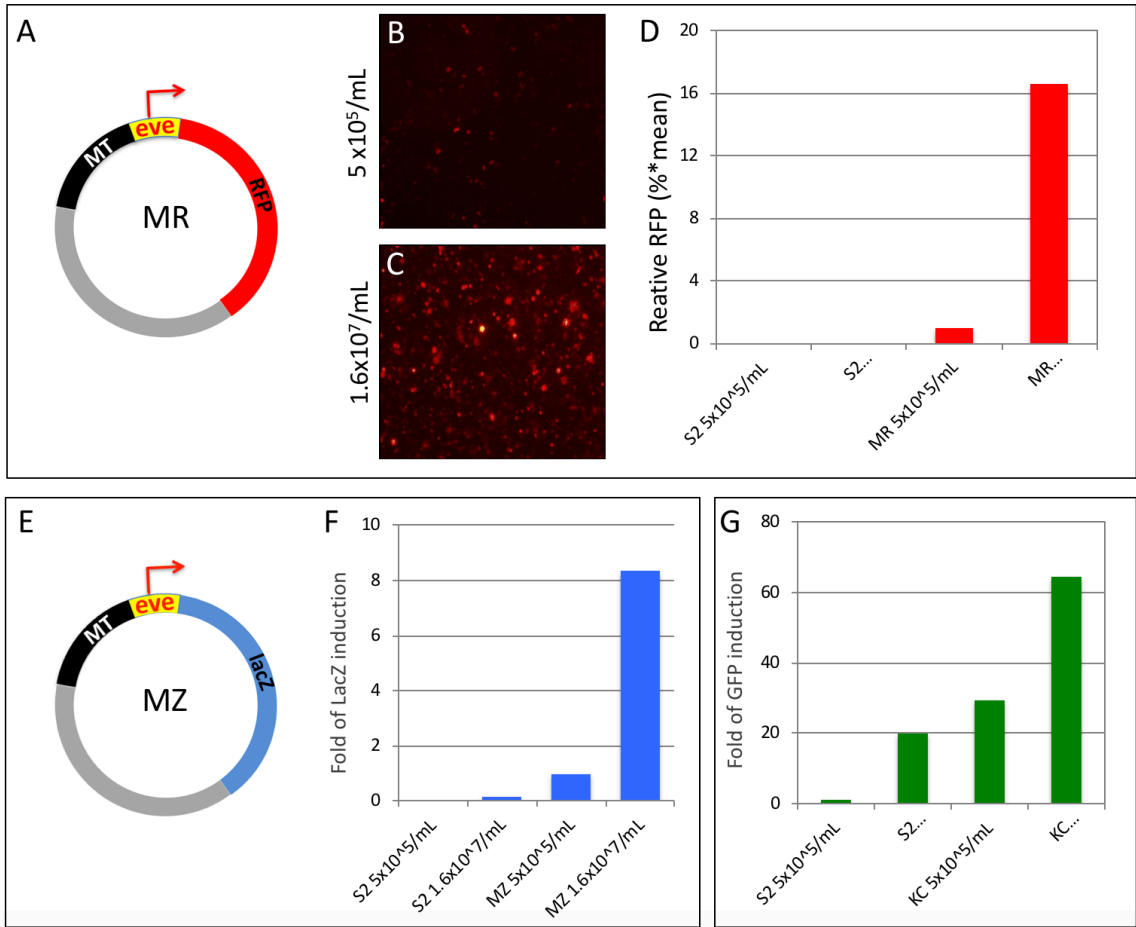 A
MT
eve
RFP
MR
B
5 x10⁵/mL
C
1.6x10⁷/mL
D
Reative RFP (%*mean)
20
16
12
8
4
0
S2 5x10^5/mL
S2...
MR 5x10^5/mL
MR...
E
MT
eve
lacZ
MZ
F
Fold of LacZ induction
10
8
6
4
2
0
S2 5x10^5/mL
S2 1.6x10^7/mL
MZ 5x10^5/mL
MZ 1.6x10^7/mL
G
Fold of GFP induction
80
60
40
20
0
S2 5x10^5/mL
S2...
KC 5x10^5/mL
KC...